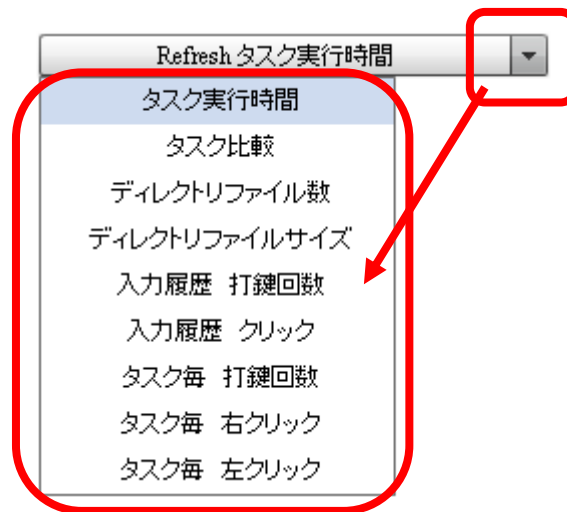 Refresh タスク実行時間
タスク実行時間
タスク比較
ディレクトリファイル数
ディレクトリファイルサイズ
入力履歴 打鍵回数
入力履歴 クリック
タスク毎 打鍵回数
タスク毎 右クリック
タスク毎 左クリック